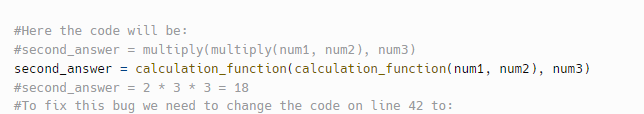 #Here the code will be:
#second_answer = multiply(multiply(num1, num2), num3)
second_answer = calculation_function(calculation_function(num1, num2), num3)
#second_answer = 2 * 3 * 3 = 18
#To fix this bug we need to change the code on line 42 to: